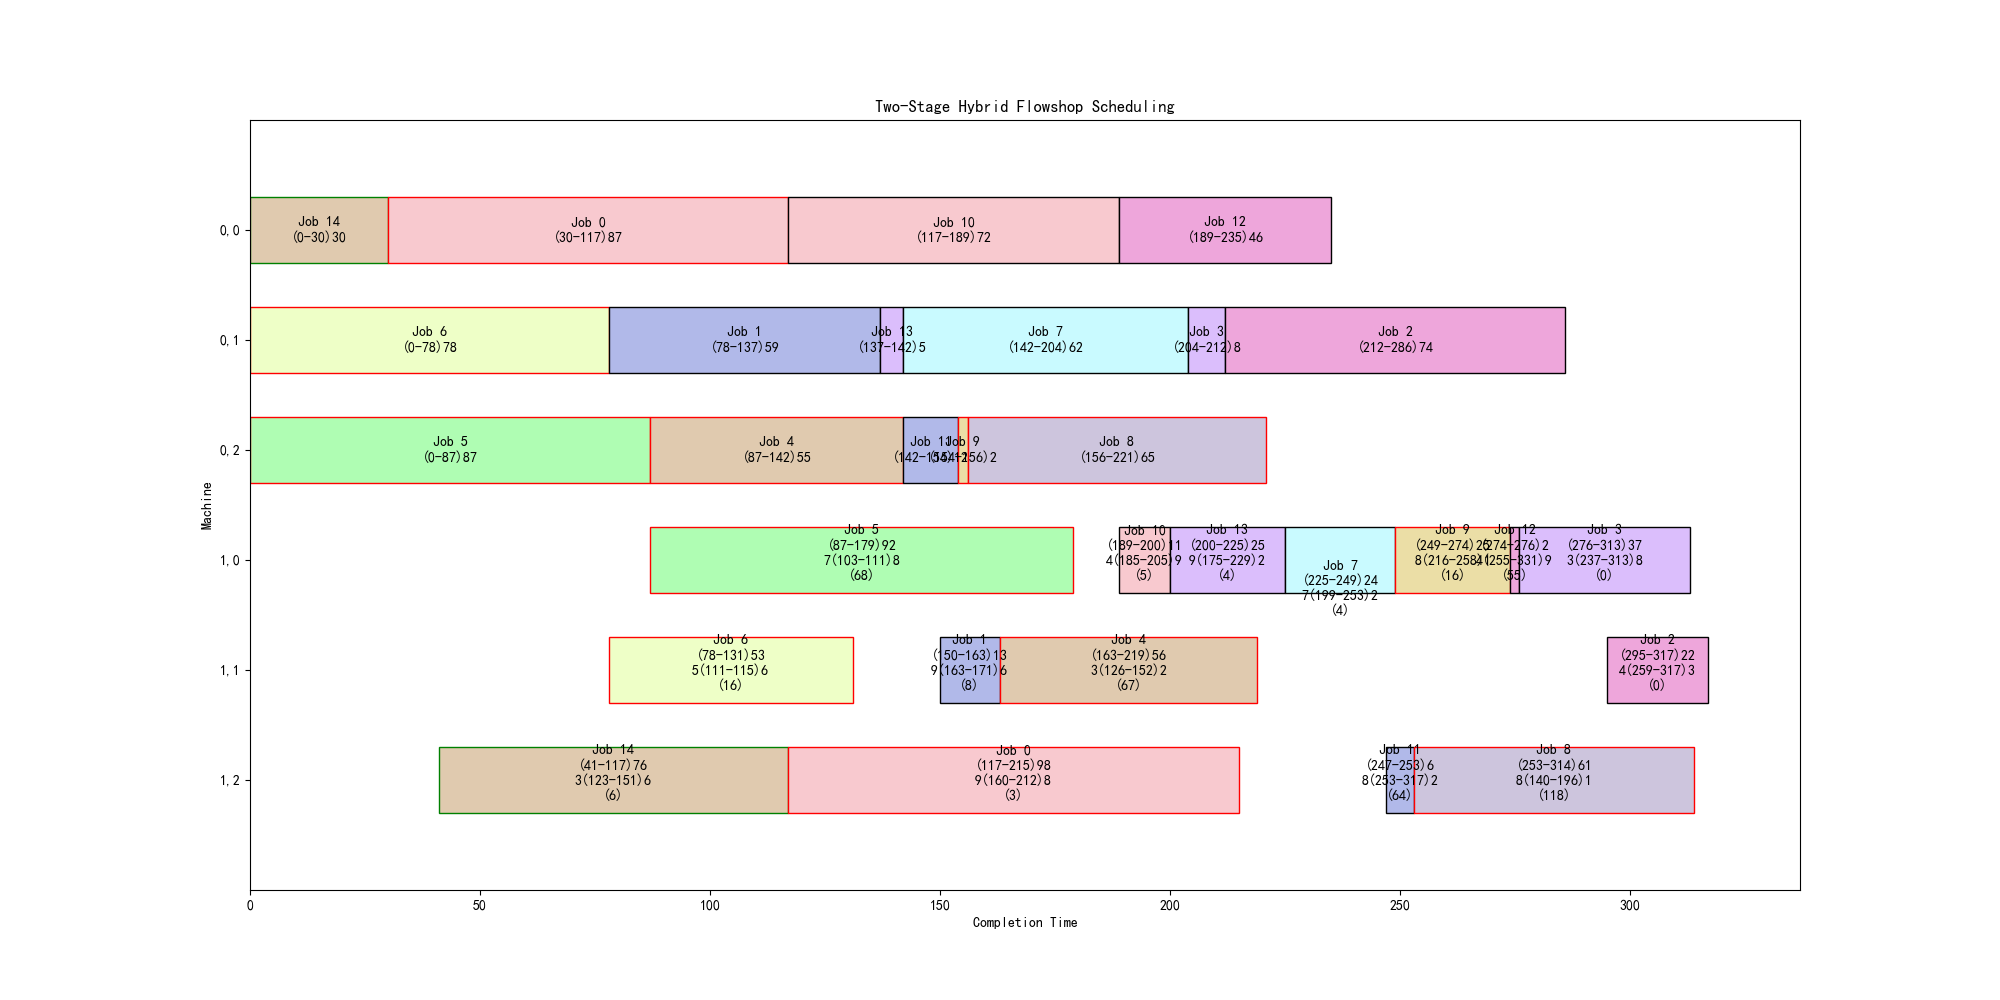 Two-Stage Hybrid Flowshop Scheduling
0,0
Job 14
(0-30)30
Job 0
(30-117)87
Job 10
(117-189)72
Job 12
(189-235)46
0,1
Job 6
(0-78)78
Job 1
(78-137)59
Job 13
(137-142)5
Job 7
(142-204)62
Job 3
(204-212)8
Job 2
(212-286)74
0,2
Job 5
(0-87)87
Job 4
(87-142)55
Job 11
(142-154)12
Job 9
(154-156)2
Job 8
(156-221)65
1,0
Job 5
(87-179)92
7(103-111)8
(68)
Job 10
(189-200)11
4(185-205)9
(5)
Job 13
(200-225)25
9(175-229)2
(4)
Job 7
(225-249)24
7(199-253)2
(4)
Job 9
(249-274)25
8(216-258)
(16)
Job 12
(274-276)2
4(255-331)9
(55)
Job 3
(276-313)37
3(237-313)8
(0)
1,1
Job 6
(78-131)53
5(111-115)6
(16)
Job 1
(150-163)13
9(163-171)6
(8)
Job 4
(163-219)56
3(126-152)2
(67)
Job 2
(295-317)22
4(259-317)3
(0)
1,2
Job 14
(41-117)76
3(123-151)6
(6)
Job 0
(117-215)98
9(160-212)8
(3)
Job 11
(247-253)6
8(253-317)2
(64)
Job 8
(253-314)61
8(140-196)1
(118)
Machine
0
50
100
150
200
250
300
Completion Time